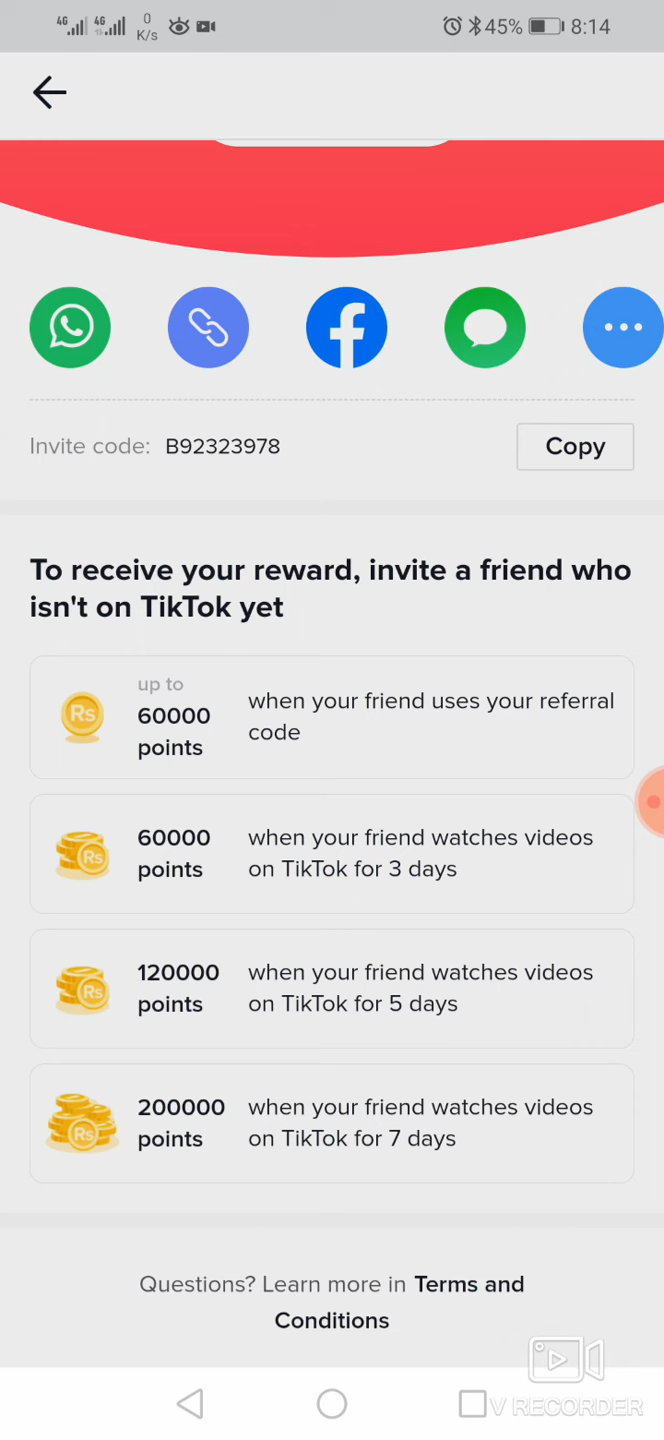 4G 4G 0 K/s 45% 8:14
Invite code: B92323978 Copy
To receive your reward, invite a friend who
isn't on TikTok yet
up to
60000
points
when your friend uses your referral
code
60000
points
when your friend watches videos
on TikTok for 3 days
120000
points
when your friend watches videos
on TikTok for 5 days
200000
points
when your friend watches videos
on TikTok for 7 days
Rs
Rs
Rs
Rs
Questions? Learn more in Terms and
Conditions
V RECORDER